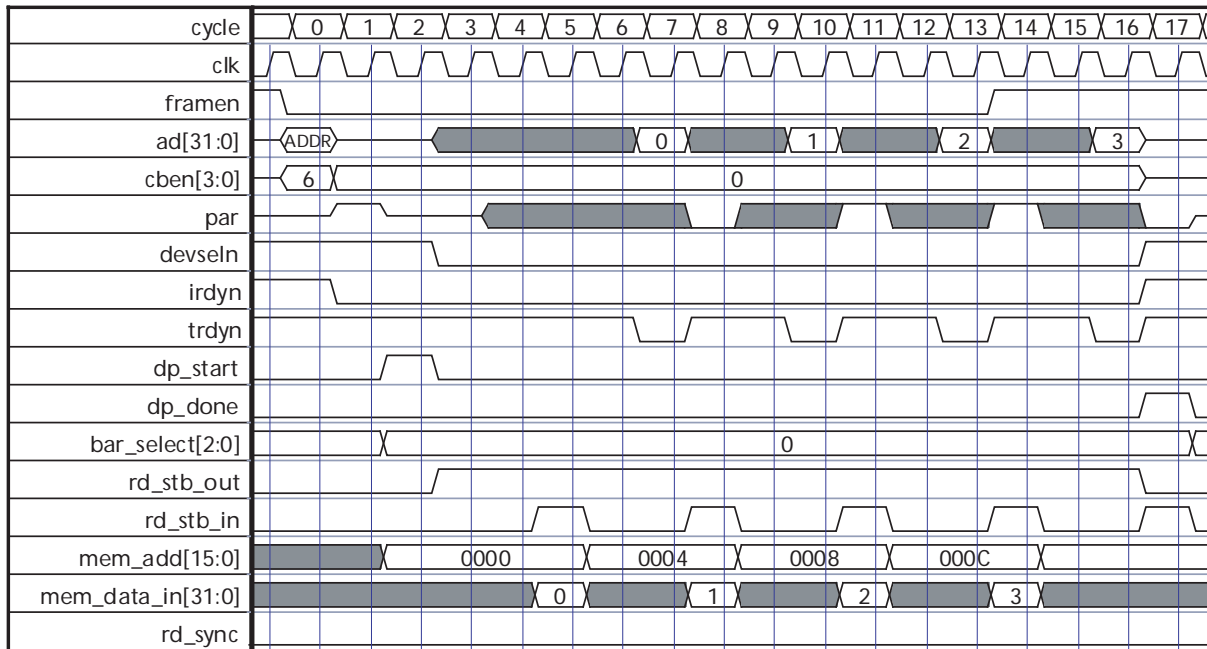 cycle 0 1 2 3 4 5 6 7 8 9 10 11 12 13 14 15 16 17
clk
framen
ad[31:0] ADDR 0 1 2 3
cben[3:0] 6 0
par
devseln
irdyn
trdyn
dp_start
dp_done
bar_select[2:0] 0
rd_stb_out
rd_stb_in
mem_add[15:0] 0000 0004 0008 000C
mem_data_in[31:0] 0 1 2 3
rd_sync